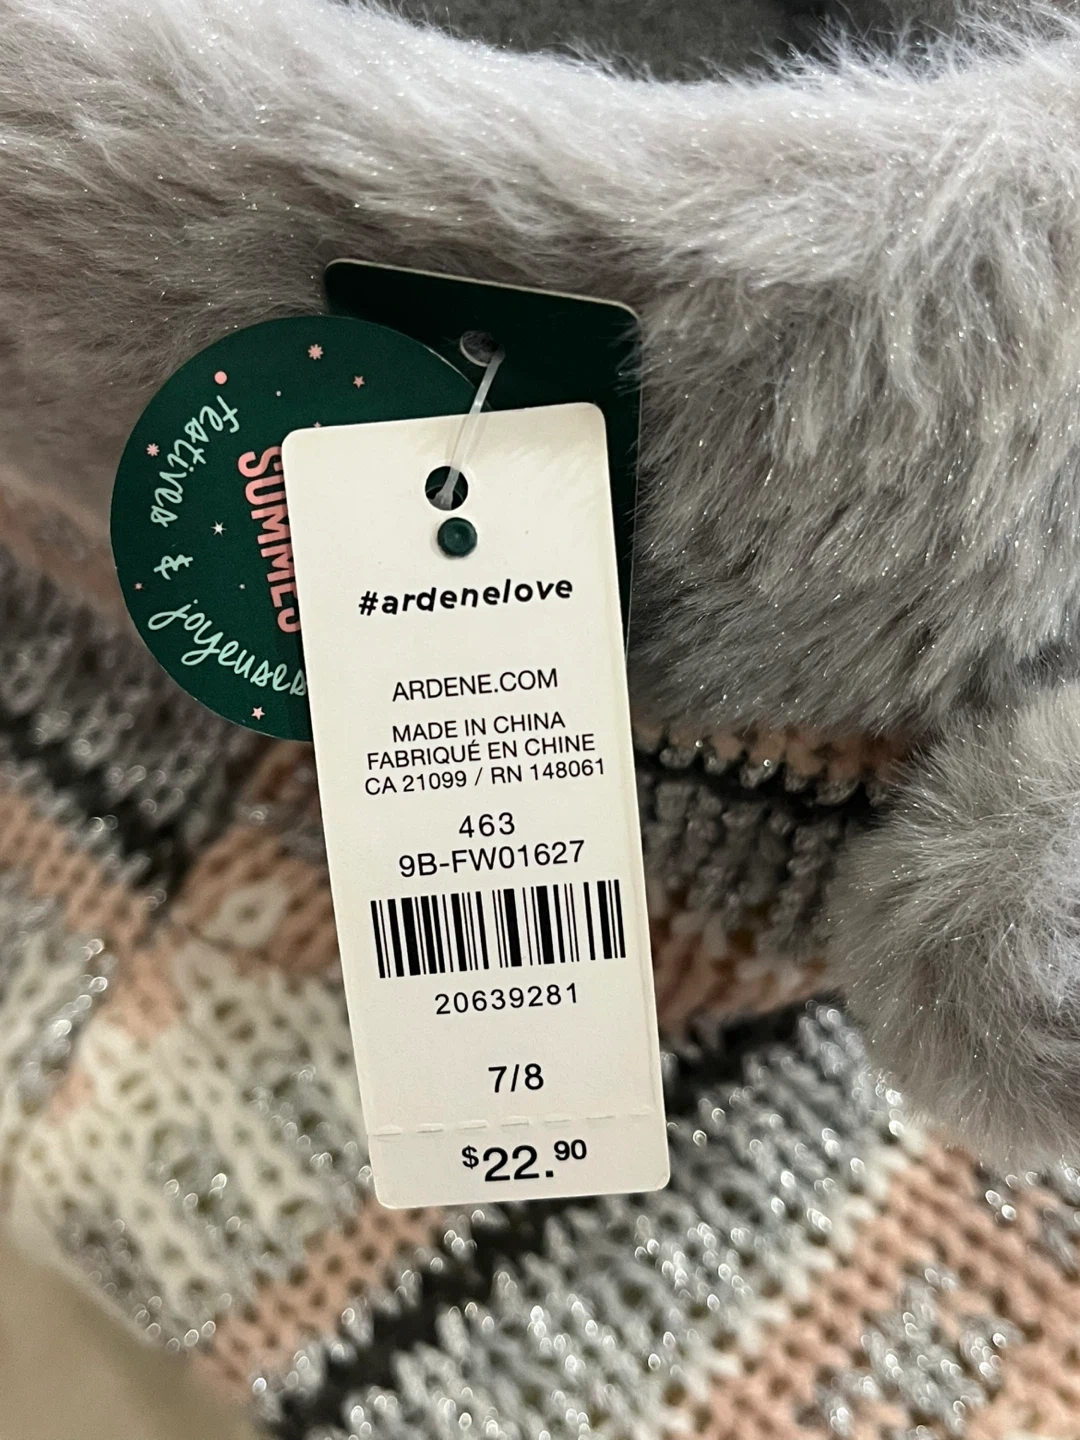 festives & joyeuses
SOMMES
#ardenelove
ARDENE.COM
MADE IN CHINA
FABRIQUÉ EN CHINE
CA 21099 / RN 148061
463
9B-FW01627
20639281
7/8
$22.90